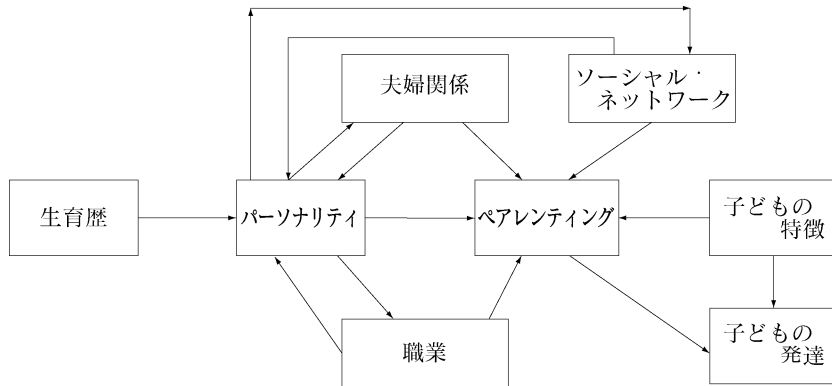 夫婦関係
ソーシャル・
ネットワーク
生育歴
パーソナリティ
ペアレンティング
子どもの
特徴
職業
子どもの
発達